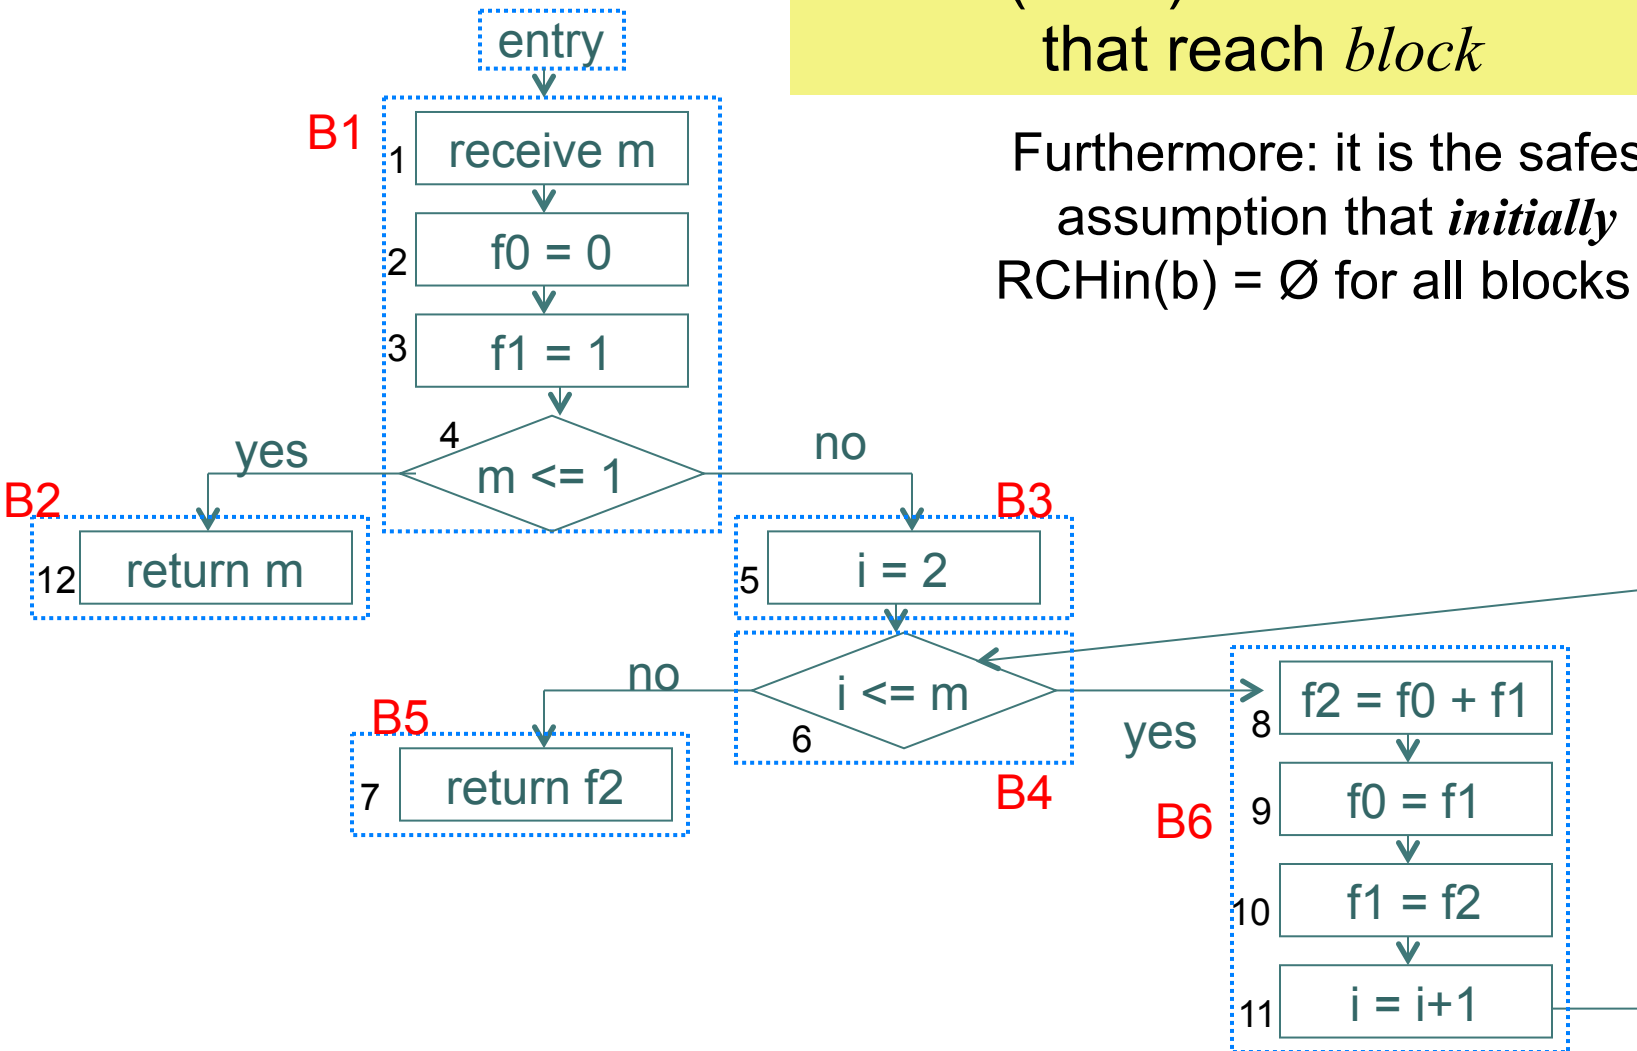 entry
that reach block
B1
1
receive m
Furthermore: it is the safes
assumption that initially
RCHin(b) = Ø for all blocks
2
f0 = 0
3
f1 = 1
4
m <= 1
yes
no
B2
12
return m
B3
5
i = 2
6
i <= m
no
yes
B4
B5
7
return f2
B6
8
f2 = f0 + f1
9
f0 = f1
10
f1 = f2
11
i = i+1